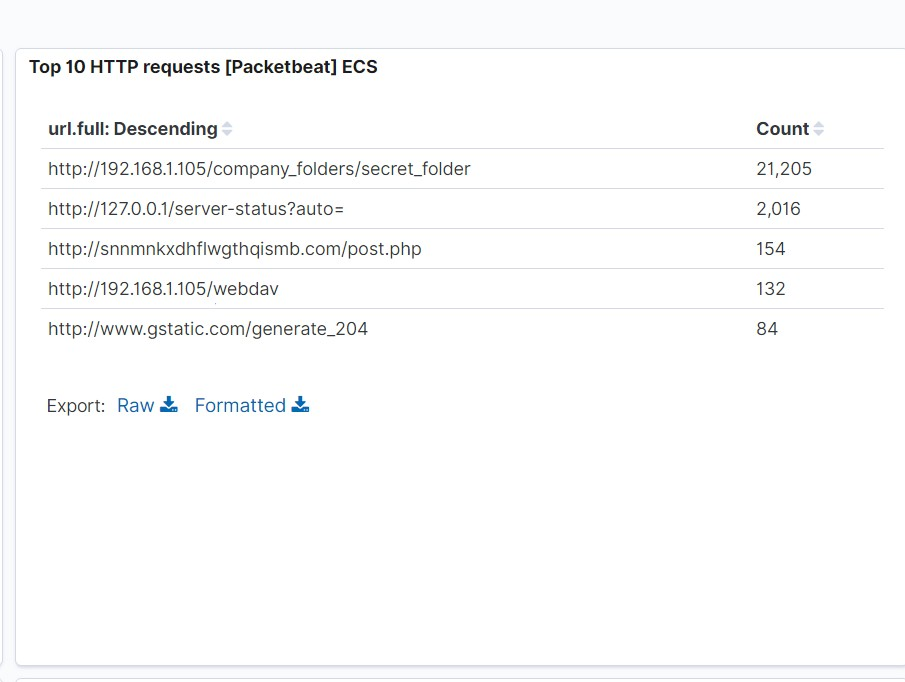 Top 10 HTTP requests [Packetbeat] ECS
url.full: Descending Count
http://192.168.1.105/company_folders/secret_folder 21,205
http://127.0.0.1/server-status?auto= 2,016
http://snnmnkxdhflwgthqismb.com/post.php 154
http://192.168.1.105/webdav 132
http://www.gstatic.com/generate_204 84
Export: Raw Formatted